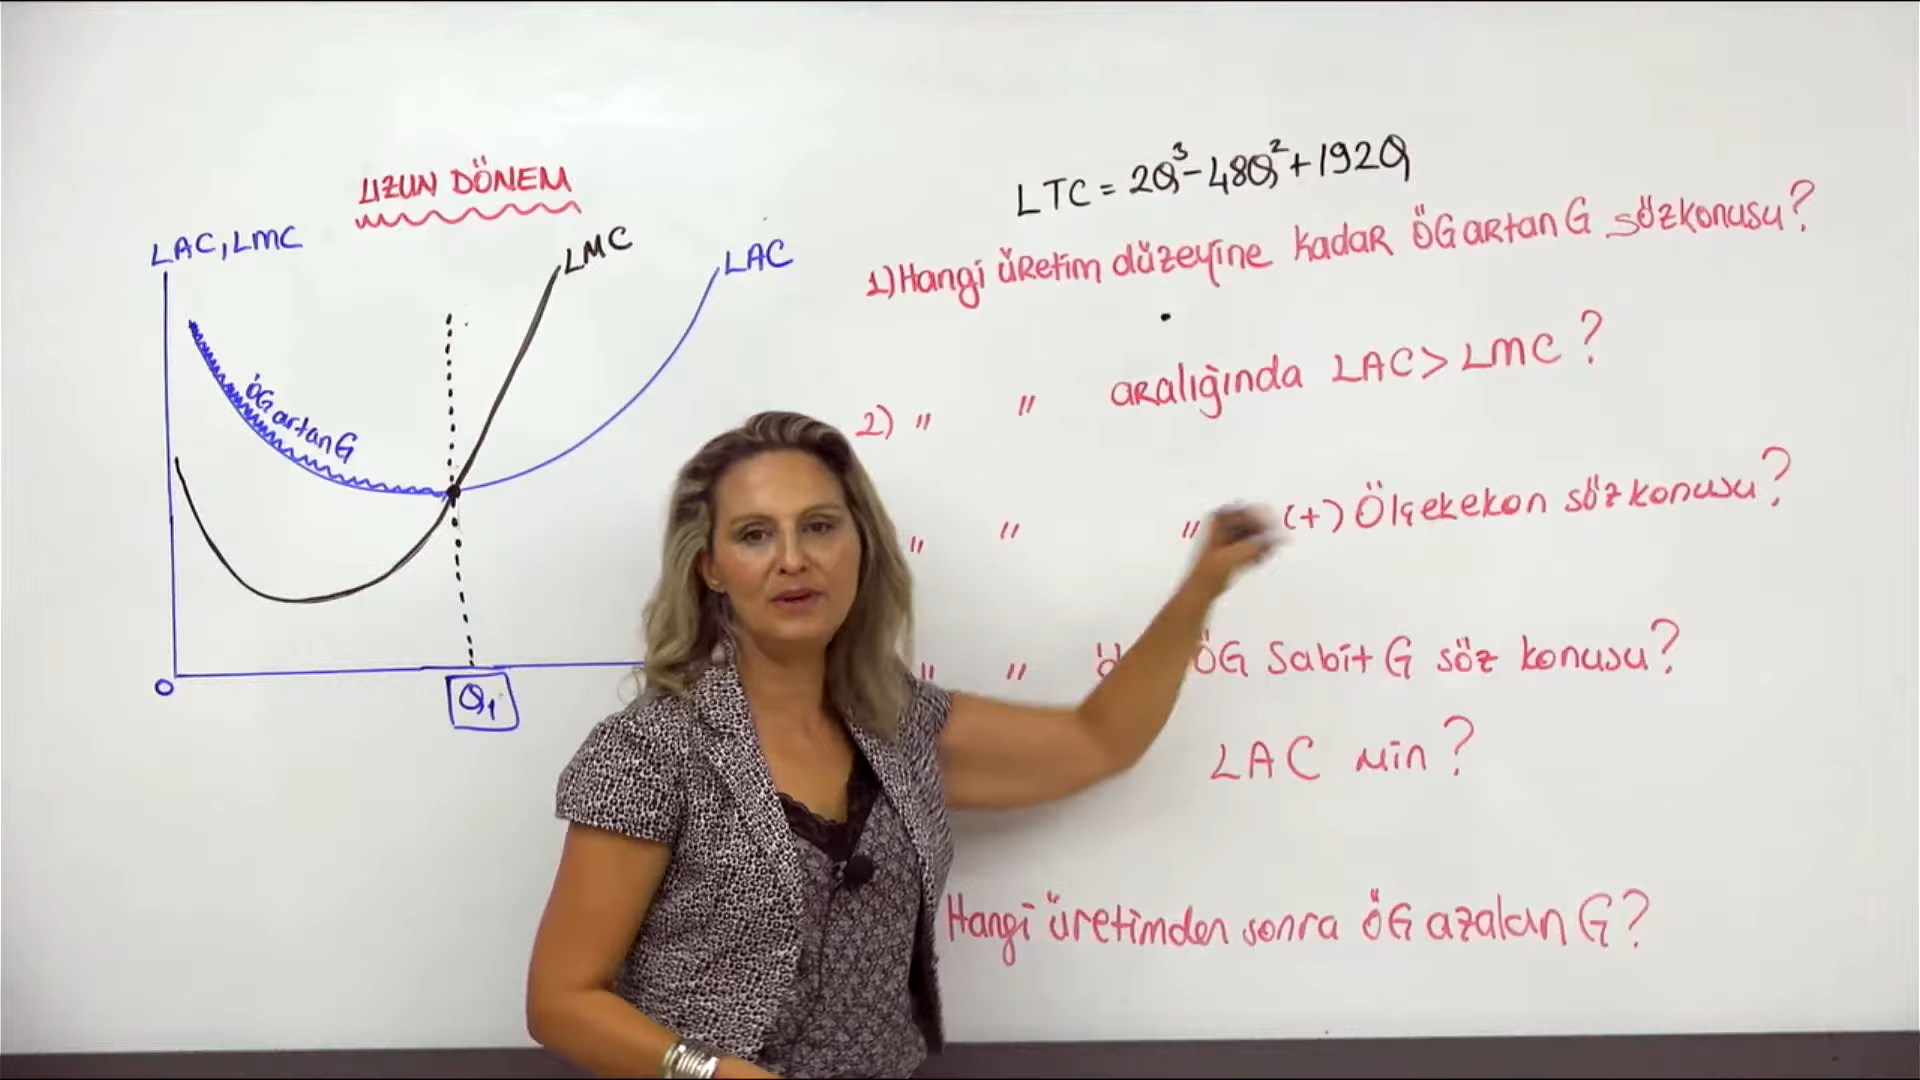 UZUN DÖNEM
LAC, LMC
LMC
LAC
ÖG artan G
0
Q₁
LTC = 2Q³ - 48Q² + 192Q
1) Hangi üretim düzeyine kadar ÖG artan G sözkonusu?
2) " " aralığında LAC > LMC ?
" " " (+) Ölçekekon sözkonusu?
" " ÖG Sabit G söz konusu?
LAC Min ?
Hangi üretimden sonra ÖG azalan G?